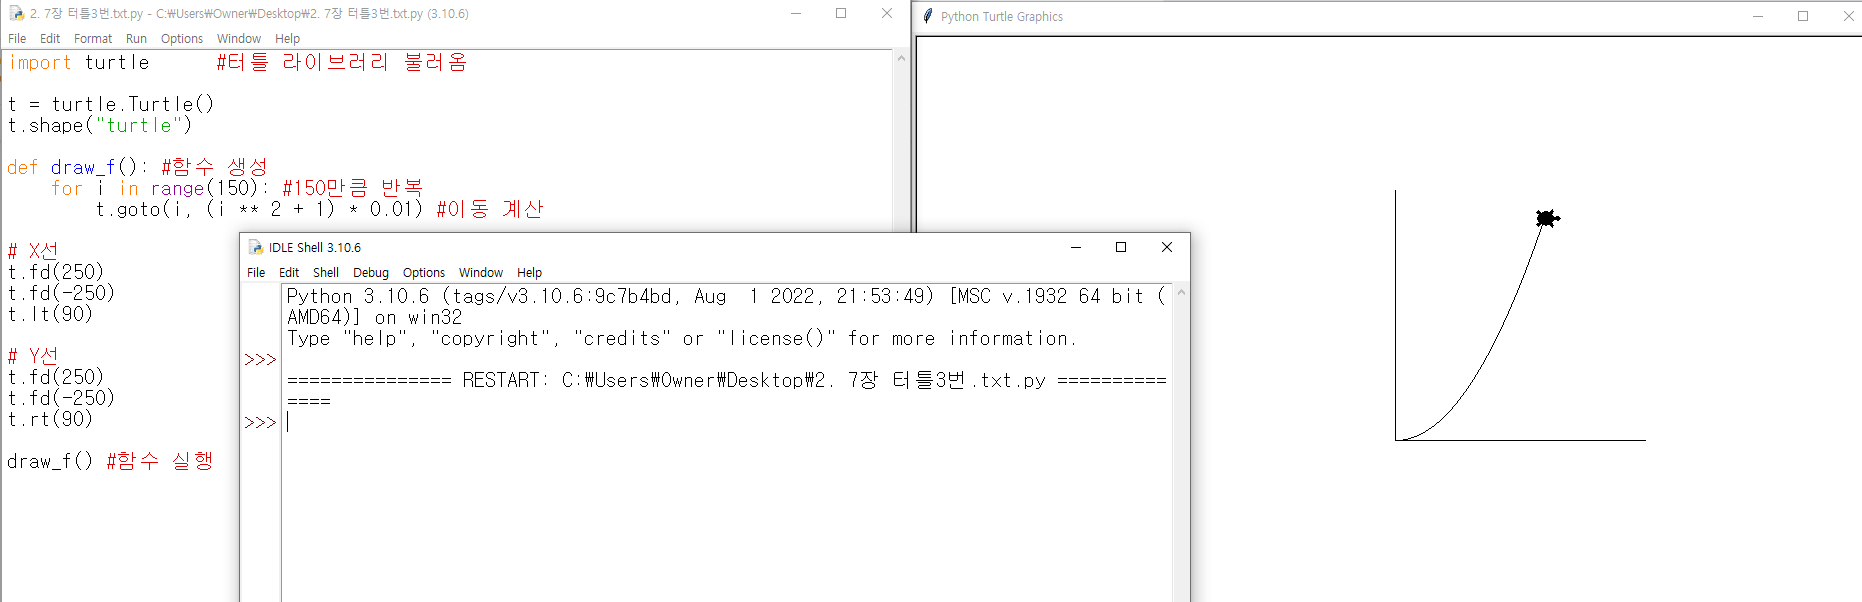 2. 7장 터틀3번.txt.py - C:₩Users₩Owner₩Desktop₩2. 7장 터틀3번.txt.py (3.10.6)
File Edit Format Run Options Window Help
import turtle #터틀 라이브러리 불러옴
t = turtle.Turtle()
t.shape("turtle")
def draw_f(): #함수 생성
for i in range(150): #150만큼 반복
t.goto(i, (i ** 2 + 1) * 0.01) #이동 계산
# X선
t.fd(250)
t.fd(-250)
t.lt(90)
# Y선
t.fd(250)
t.fd(-250)
t.rt(90)
draw_f() #함수 실행
IDLE Shell 3.10.6
File Edit Shell Debug Options Window Help
Python 3.10.6 (tags/v3.10.6:9c7b4bd, Aug 1 2022, 21:53:49) [MSC v.1932 64 bit (
AMD64)] on win32
Type "help", "copyright", "credits" or "license()" for more information.
>>>
=============== RESTART: C:₩Users₩Owner₩Desktop₩2. 7장 터틀3번.txt.py ==========
====
>>>
Python Turtle Graphics